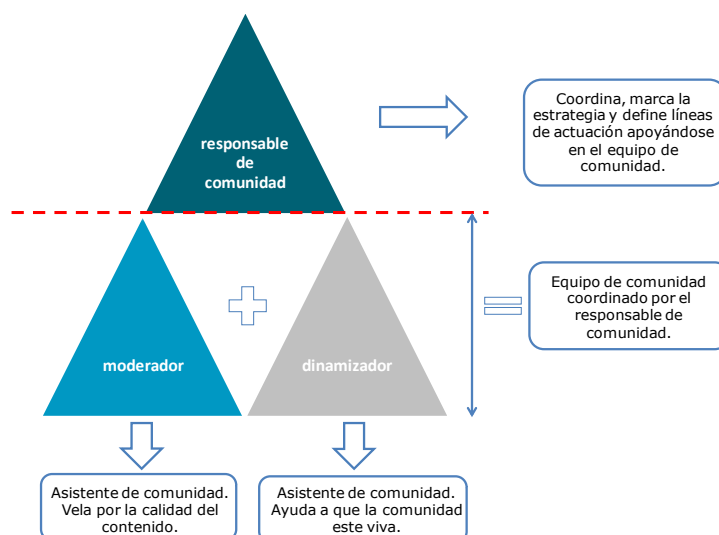 responsable
de
comunidad
Coordina, marca la
estrategia y define líneas
de actuación apoyándose
en el equipo de
comunidad.
moderador
dinamizador
Equipo de comunidad
coordinado por el
responsable de
comunidad.
Asistente de comunidad.
Vela por la calidad del
contenido.
Asistente de comunidad.
Ayuda a que la comunidad
este viva.